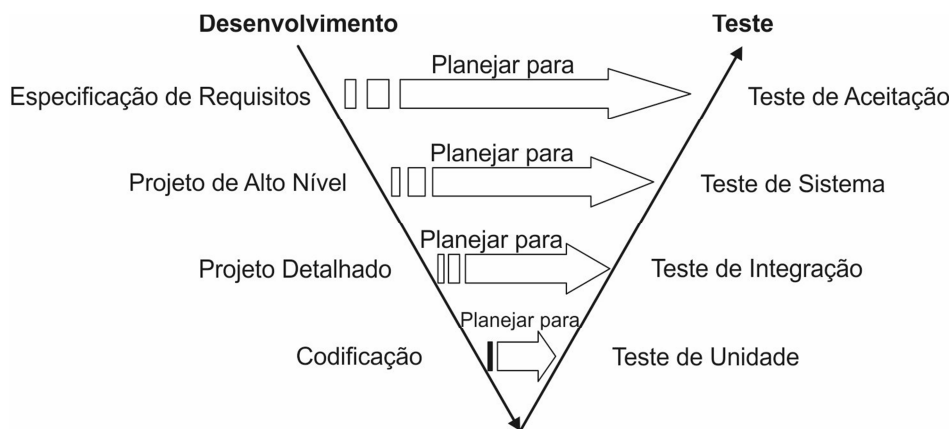 Desenvolvimento Teste
Planejar para
Especificação de Requisitos Teste de Aceitação
Planejar para
Projeto de Alto Nível Teste de Sistema
Planejar para
Projeto Detalhado Teste de Integração
Planejar para
Codificação Teste de Unidade